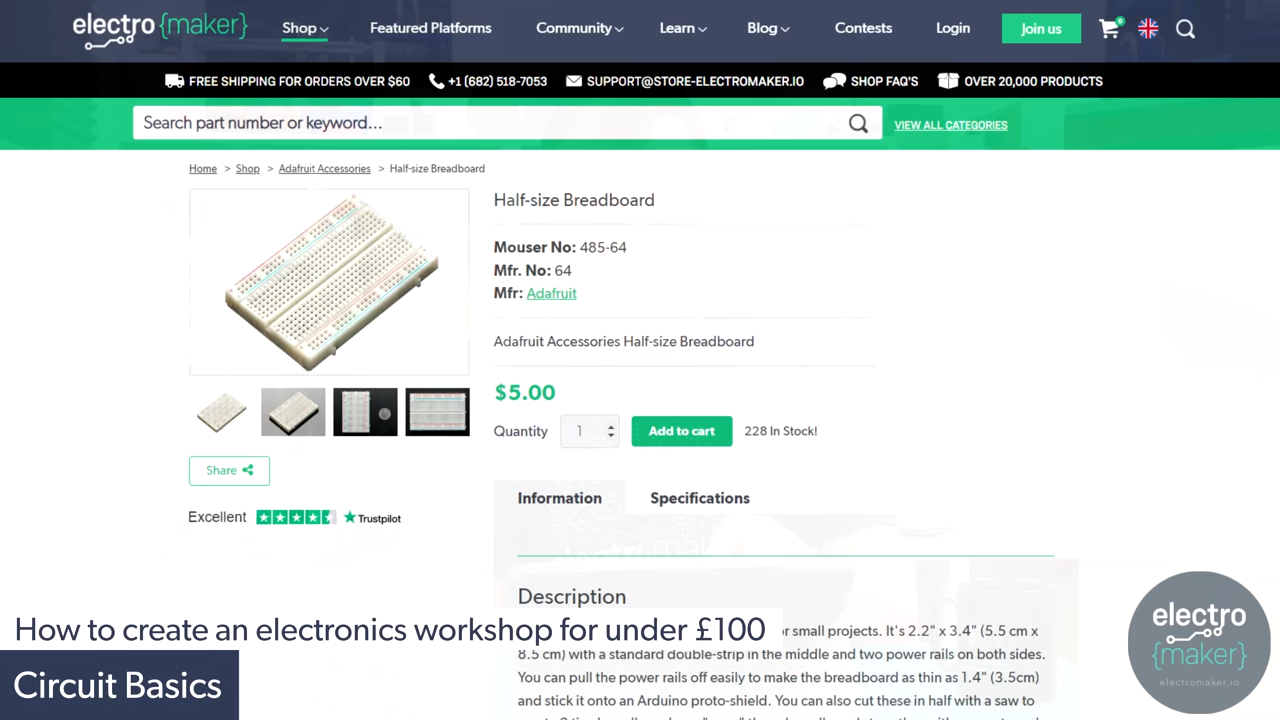 electro {maker}
Shop
Featured Platforms
Community
Learn
Blog
Contests
Login
Join us
0
FREE SHIPPING FOR ORDERS OVER $60
+1 (682) 518-7053
SUPPORT@STORE-ELECTROMAKER.IO
SHOP FAQ'S
OVER 20,000 PRODUCTS
Search part number or keyword...
VIEW ALL CATEGORIES
Home > Shop > Adafruit Accessories > Half-size Breadboard
Half-size Breadboard
Mouser No: 485-64
Mfr. No: 64
Mfr: Adafruit
Adafruit Accessories Half-size Breadboard
$5.00
Quantity 1 Add to cart 228 In Stock!
Share
Excellent Trustpilot
Information Specifications
Description
r small projects. It's 2.2" x 3.4" (5.5 cm x
8.5 cm) with a standard double-strip in the middle and two power rails on both sides.
You can pull the power rails off easily to make the breadboard as thin as 1.4" (3.5cm)
and stick it onto an Arduino proto-shield. You can also cut these in half with a saw to
How to create an electronics workshop for under £100
Circuit Basics
electro
{maker}
electromaker.io